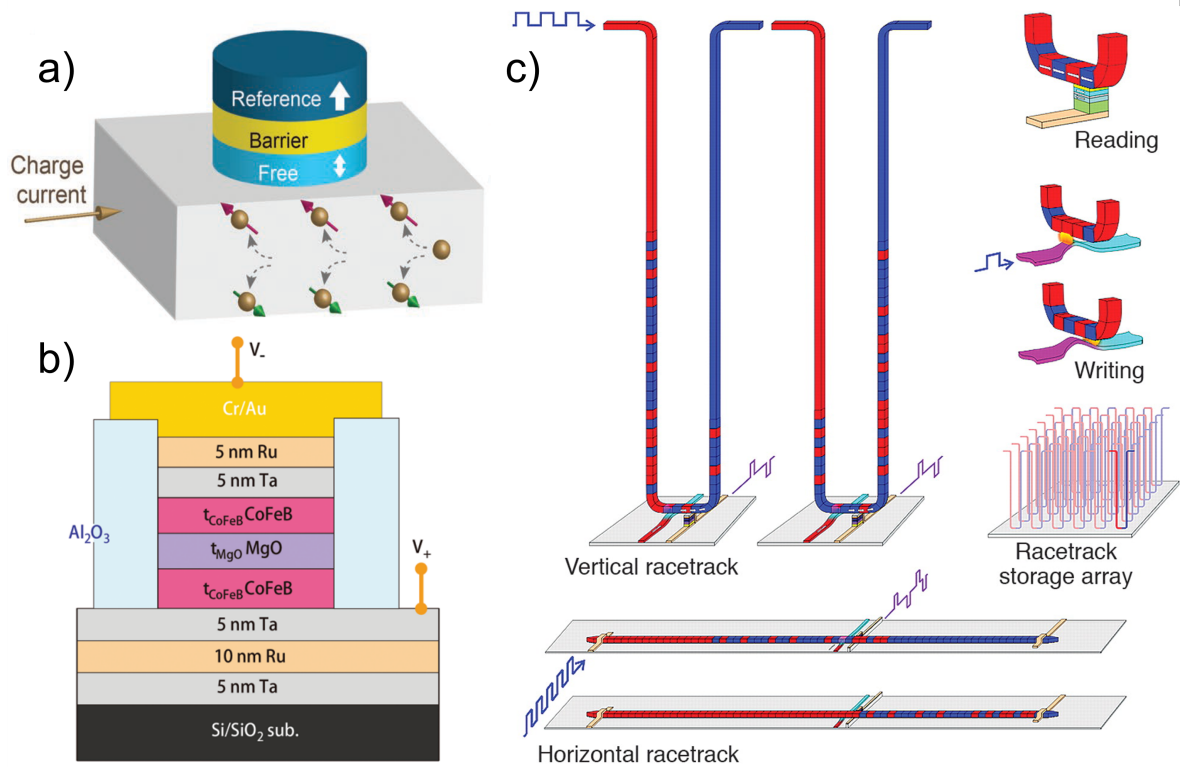 a)
Reference
Barrier
Free
Charge
current
b)
V-
Cr/Au
5 nm Ru
5 nm Ta
tCoFeB CoFeB
Al2O3
tMgO MgO
V+
tCoFeB CoFeB
5 nm Ta
10 nm Ru
5 nm Ta
Si/SiO2 sub.
c)
Reading
Writing
Vertical racetrack
Racetrack
storage array
Horizontal racetrack